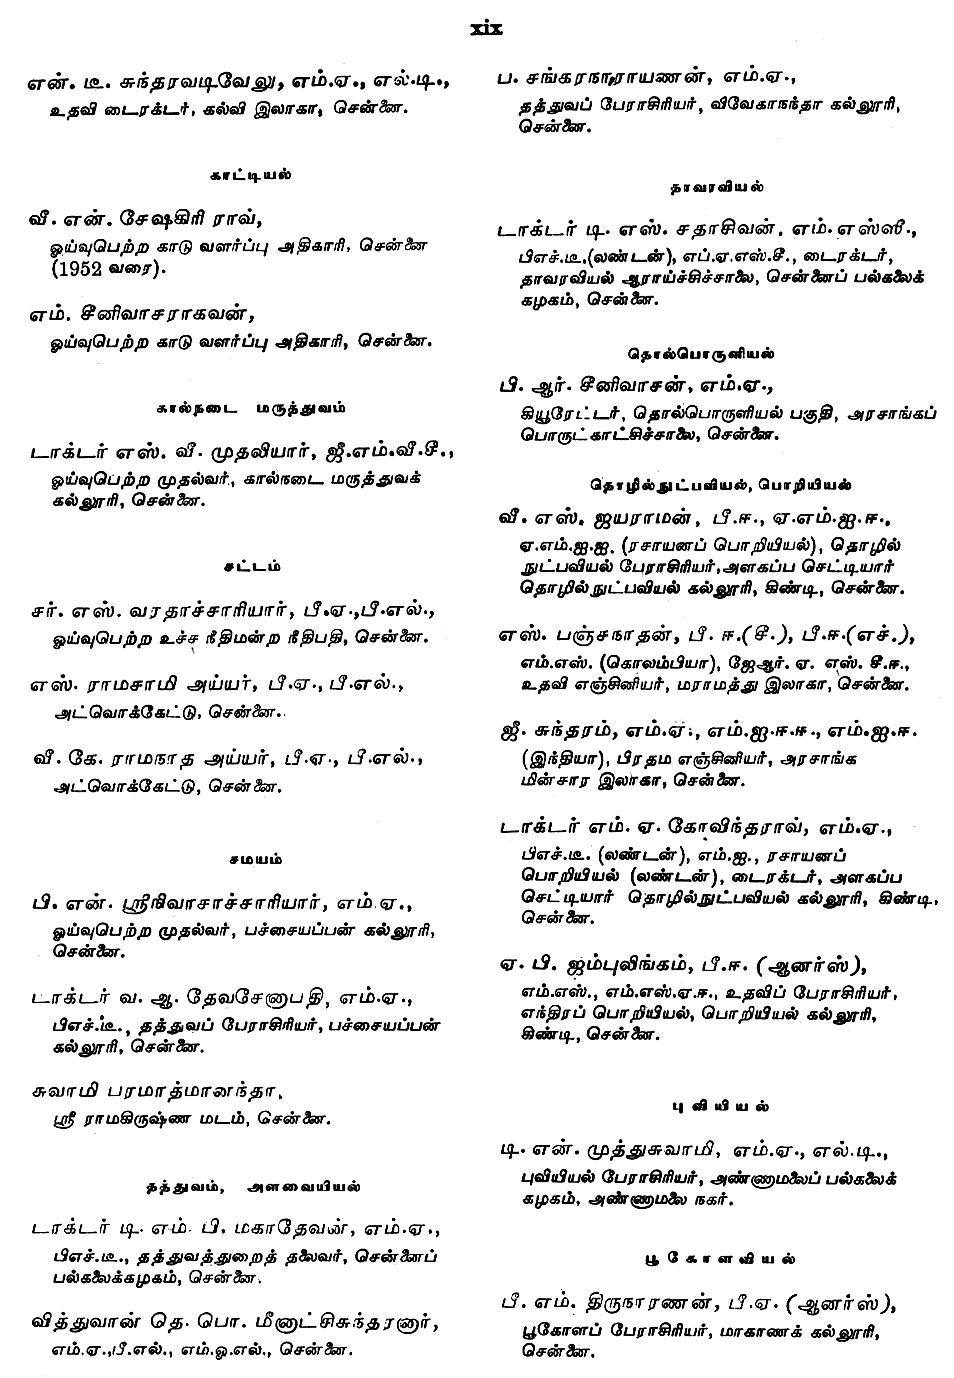 xix
என். டீ. சுந்தரவடிவேலு, எம்.ஏ., எல்.டி.,
உதவி டைரக்டர், கல்வி இலாகா, சென்னை.
காட்டியல்
வீ. என். சேஷகிரி ராவ்,
ஓய்வுபெற்ற காடு வளர்ப்பு அதிகாரி, சென்னை
(1952 வரை).
எம். சீனிவாசராகவன்,
ஓய்வுபெற்ற காடு வளர்ப்பு அதிகாரி, சென்னை.
கால்நடை மருத்துவம்
டாக்டர் எஸ். வீ. முதலியார், ஜீ.எம்.வீ.சீ.,
ஓய்வுபெற்ற முதல்வர், கால்நடை மருத்துவக்
கல்லூரி, சென்னை.
சட்டம்
சர். எஸ். வரதாச்சாரியார், பீ.ஏ.,பீ.எல்.,
ஓய்வுபெற்ற உச்ச நீதிமன்ற நீதிபதி, சென்னை.
எஸ். ராமசாமி அய்யர், பீ.ஏ., பீ.எல்.,
அட்வொக்கேட்டு, சென்னை.
வீ. கே. ராமநாத அய்யர், பீ.ஏ., பீ.எல்.,
அட்வொக்கேட்டு, சென்னை.
சமயம்
பி. என். ஸ்ரீநிவாசாச்சாரியார், எம்.ஏ.,
ஓய்வுபெற்ற முதல்வர், பச்சையப்பன் கல்லூரி,
சென்னை.
டாக்டர் வ. ஆ. தேவசேனாபதி, எம்.ஏ.,
பிஎச்.டீ., தத்துவப் பேராசிரியர், பச்சையப்பன்
கல்லூரி, சென்னை.
சுவாமி பரமாத்மானந்தா,
ஸ்ரீ ராமகிருஷ்ண மடம், சென்னை.
தத்துவம், அளவையியல்
டாக்டர் டி. எம். பி. மகாதேவன், எம்.ஏ.,
பிஎச்.டீ., தத்துவத்துறைத் தலைவர், சென்னைப்
பல்கலைக்கழகம், சென்னை.
வித்துவான் தெ. பொ. மீனாட்சிசுந்தரனார்,
எம்.ஏ.,பீ.எல்., எம்.ஓ.எல்., சென்னை.
ப. சங்கரநாராயணன், எம்.ஏ.,
தத்துவப் பேராசிரியர், விவேகாநந்தா கல்லூரி,
சென்னை.
தாவரவியல்
டாக்டர் டி. எஸ். சதாசிவன், எம்.எஸ்ஸீ.,
பிஎச்.டீ.(லண்டன்), எப்.ஏ.எஸ்.சீ., டைரக்டர்,
தாவரவியல் ஆராய்ச்சிச்சாலை, சென்னைப் பல்கலைக்
கழகம், சென்னை.
தொல்பொருளியல்
பி. ஆர். சீனிவாசன், எம்.ஏ.,
கியூரேட்டர், தொல்பொருளியல் பகுதி, அரசாங்கப்
பொருட்காட்சிச்சாலை, சென்னை.
தொழில்நுட்பவியல், பொறியியல்
வீ. எஸ். ஜயராமன், பீ.ஈ., ஏ.எம்.ஐ.ஈ.,
ஏ.எம்.ஐ.ஐ. (ரசாயனப் பொறியியல்), தொழில்
நுட்பவியல் பேராசிரியர்,அளகப்ப செட்டியார்
தொழில்நுட்பவியல் கல்லூரி, கிண்டி, சென்னை.
எஸ். பஞ்சநாதன், பீ. ஈ.(சீ.), பீ.ஈ.(எச்.),
எம்.எஸ். (கொலம்பியா), ஜேஆர். ஏ. எஸ். சீ.ஈ.,
உதவி எஞ்சினியர், மராமத்து இலாகா, சென்னை.
ஜீ. சுந்தரம், எம்.ஏ., எம்.ஐ.ஈ.ஈ., எம்.ஐ.ஈ.
(இந்தியா), பிரதம எஞ்சினியர், அரசாங்க
மின்சார இலாகா, சென்னை.
டாக்டர் எம். ஏ. கோவிந்தராவ், எம்.ஏ.,
பிஎச்.டீ. (லண்டன்), எம்.ஐ., ரசாயனப்
பொறியியல் (லண்டன்), டைரக்டர், அளகப்ப
செட்டியார் தொழில்நுட்பவியல் கல்லூரி, கிண்டி,
சென்னை.
ஏ. பி. ஜம்புலிங்கம், பீ.ஈ. (ஆனர்ஸ்),
எம்.எஸ்., எம்.எஸ்.ஏ.ஈ., உதவிப் பேராசிரியர்,
எந்திரப் பொறியியல், பொறியியல் கல்லூரி,
கிண்டி, சென்னை.
புவியியல்
டி. என். முத்துசுவாமி, எம்.ஏ., எல்.டி.,
புவியியல் பேராசிரியர், அண்ணாமலைப் பல்கலைக்
கழகம், அண்ணாமலை நகர்.
பூகோளவியல்
பீ. எம். திருநாரணன், பீ.ஏ. (ஆனர்ஸ்),
பூகோளப் பேராசிரியர், மாகாணக் கல்லூரி,
சென்னை.